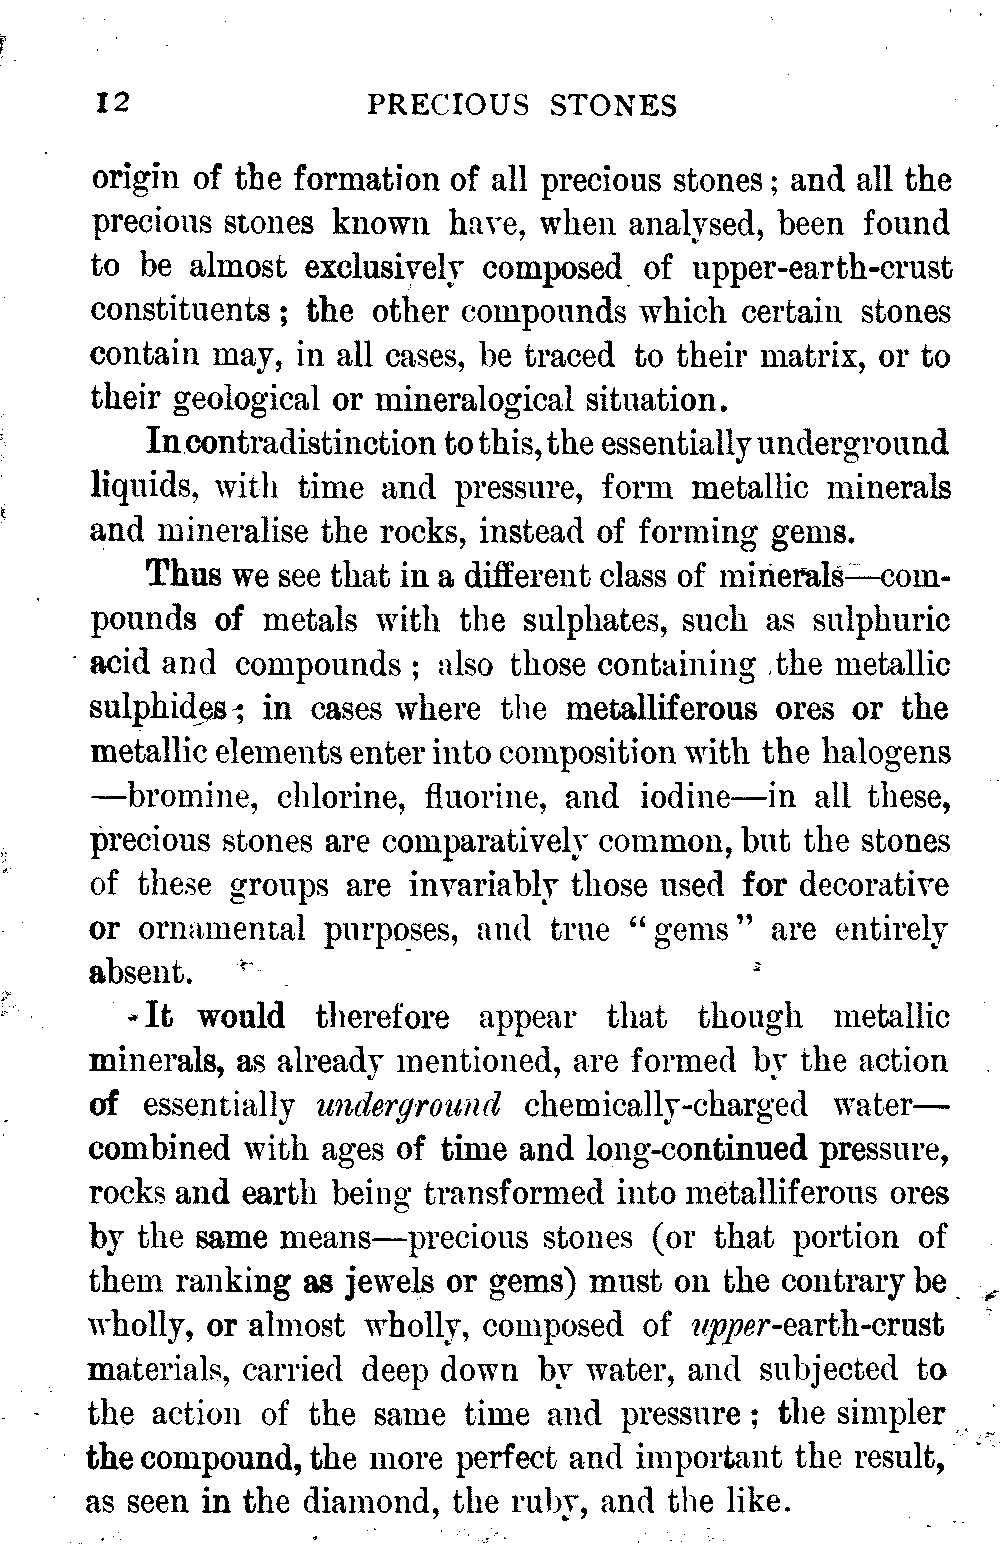 12 PRECIOUS STONES
origin of the formation of all precious stones; and all the
precious stones known have, when analysed, been found
to be almost exclusively composed of upper-earth-crust
constituents; the other compounds which certain stones
contain may, in all cases, be traced to their matrix, or to
their geological or mineralogical situation.
In contradistinction to this, the essentially underground
liquids, with time and pressure, form metallic minerals
and mineralise the rocks, instead of forming gems.
Thus we see that in a different class of minerals—com-
pounds of metals with the sulphates, such as sulphuric
acid and compounds; also those containing the metallic
sulphides; in cases where the metalliferous ores or the
metallic elements enter into composition with the halogens
—bromine, chlorine, fluorine, and iodine—in all these,
precious stones are comparatively common, but the stones
of these groups are invariably those used for decorative
or ornamental purposes, and true "gems" are entirely
absent.
It would therefore appear that though metallic
minerals, as already mentioned, are formed by the action
of essentially underground chemically-charged water—
combined with ages of time and long-continued pressure,
rocks and earth being transformed into metalliferous ores
by the same means—precious stones (or that portion of
them ranking as jewels or gems) must on the contrary be
wholly, or almost wholly, composed of upper-earth-crust
materials, carried deep down by water, and subjected to
the action of the same time and pressure; the simpler
the compound, the more perfect and important the result,
as seen in the diamond, the ruby, and the like.